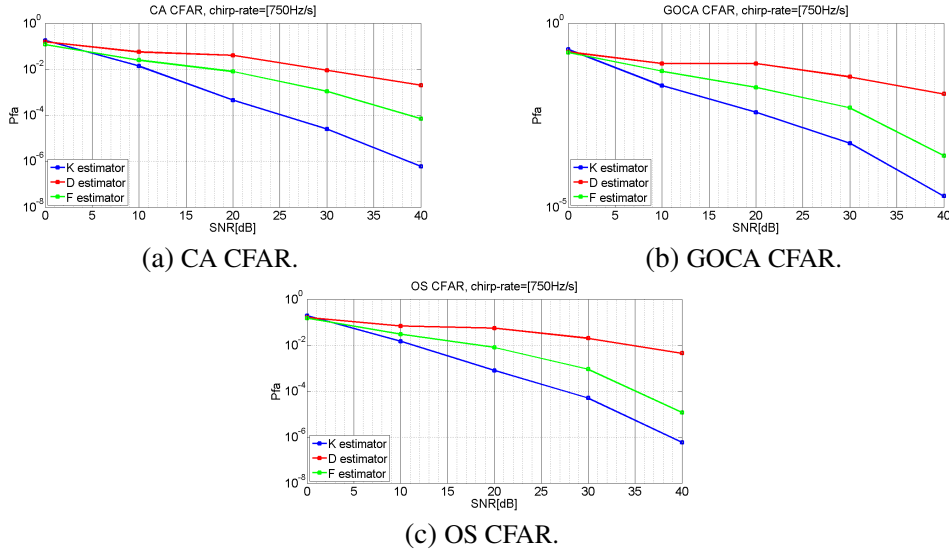 CA CFAR, chirp-rate=[750Hz/s]
10^0
10^-2
10^-4
10^-6
10^-8
Pfa
K estimator
D estimator
F estimator
0 5 10 15 20 25 30 35 40
SNR[dB]
(a) CA CFAR.
GOCA CFAR, chirp-rate=[750Hz/s]
10^0
10^-5
Pfa
K estimator
D estimator
F estimator
0 5 10 15 20 25 30 35 40
SNR[dB]
(b) GOCA CFAR.
OS CFAR, chirp-rate=[750Hz/s]
10^0
10^-2
10^-4
10^-6
10^-8
Pfa
K estimator
D estimator
F estimator
0 5 10 15 20 25 30 35 40
SNR[dB]
(c) OS CFAR.